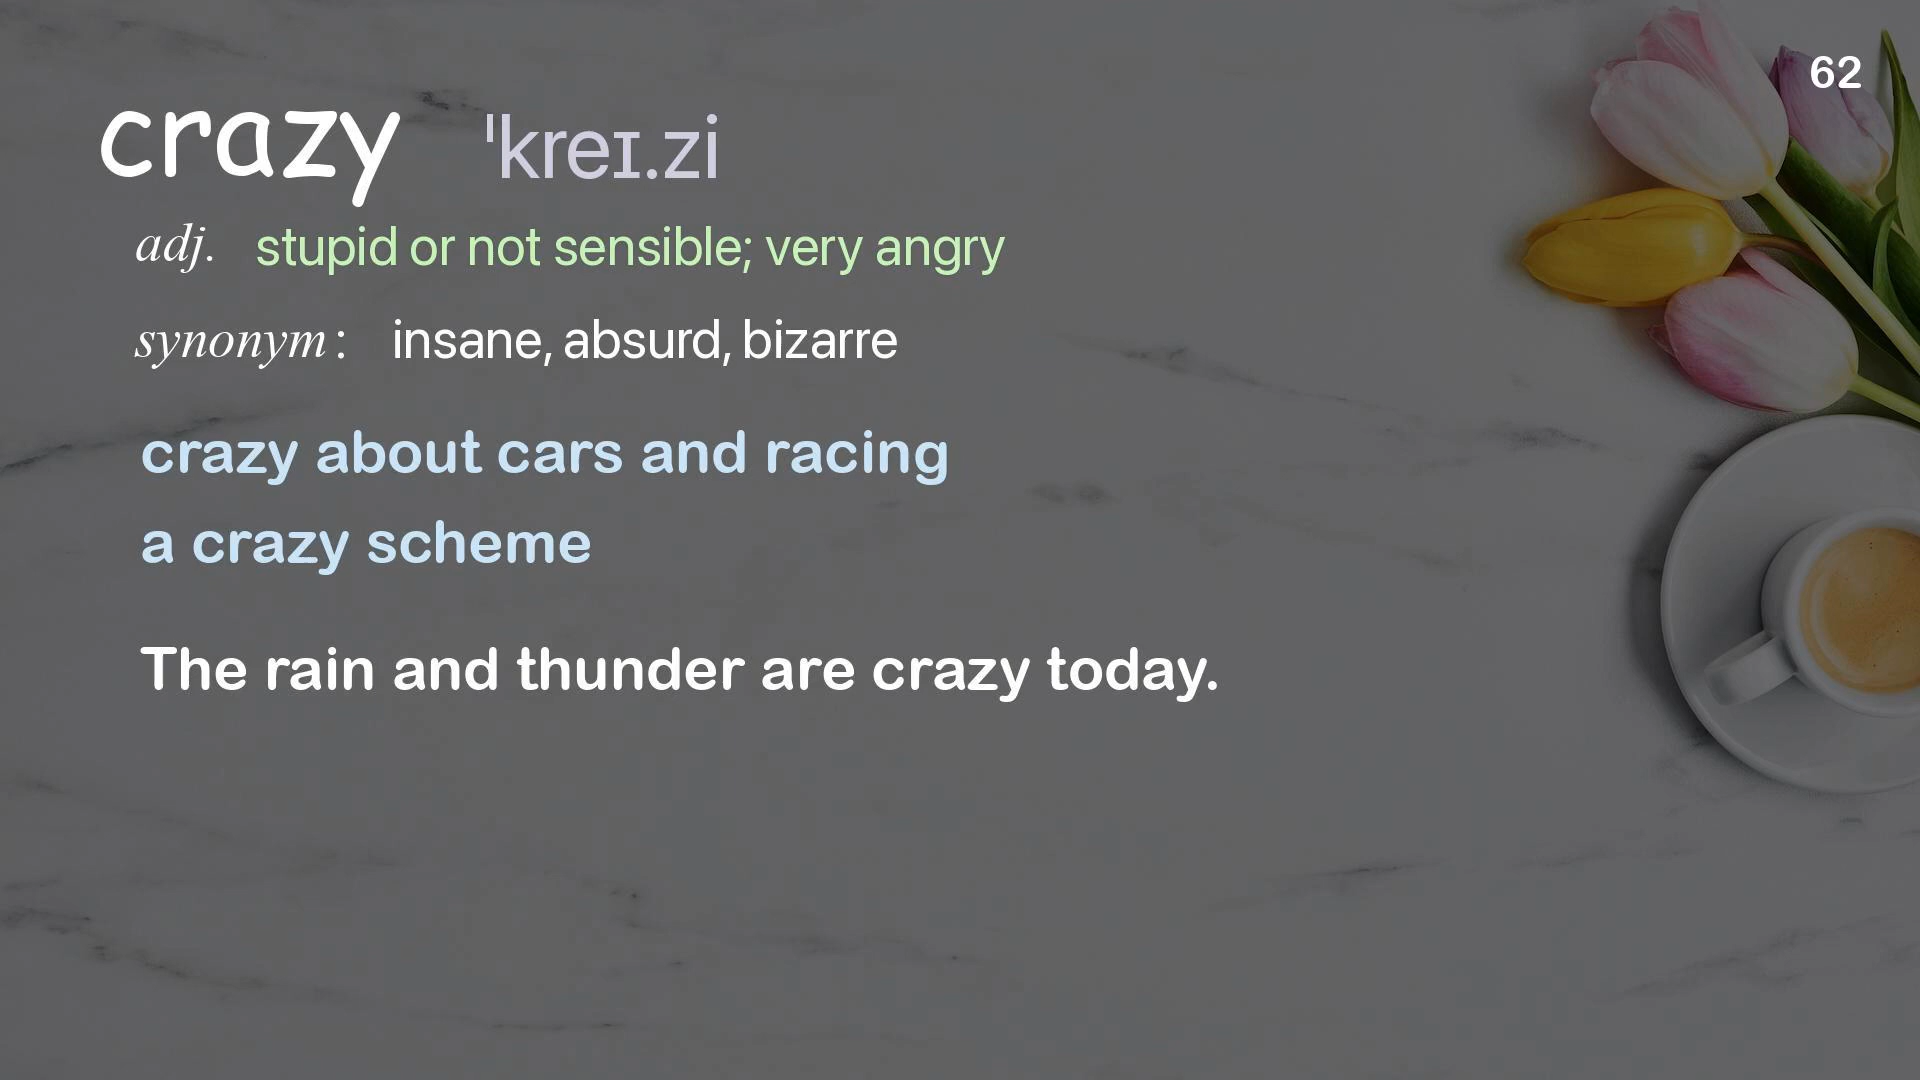 62
crazy ˈkreɪ.zi
adj. stupid or not sensible; very angry
synonym: insane, absurd, bizarre
crazy about cars and racing
a crazy scheme
The rain and thunder are crazy today.